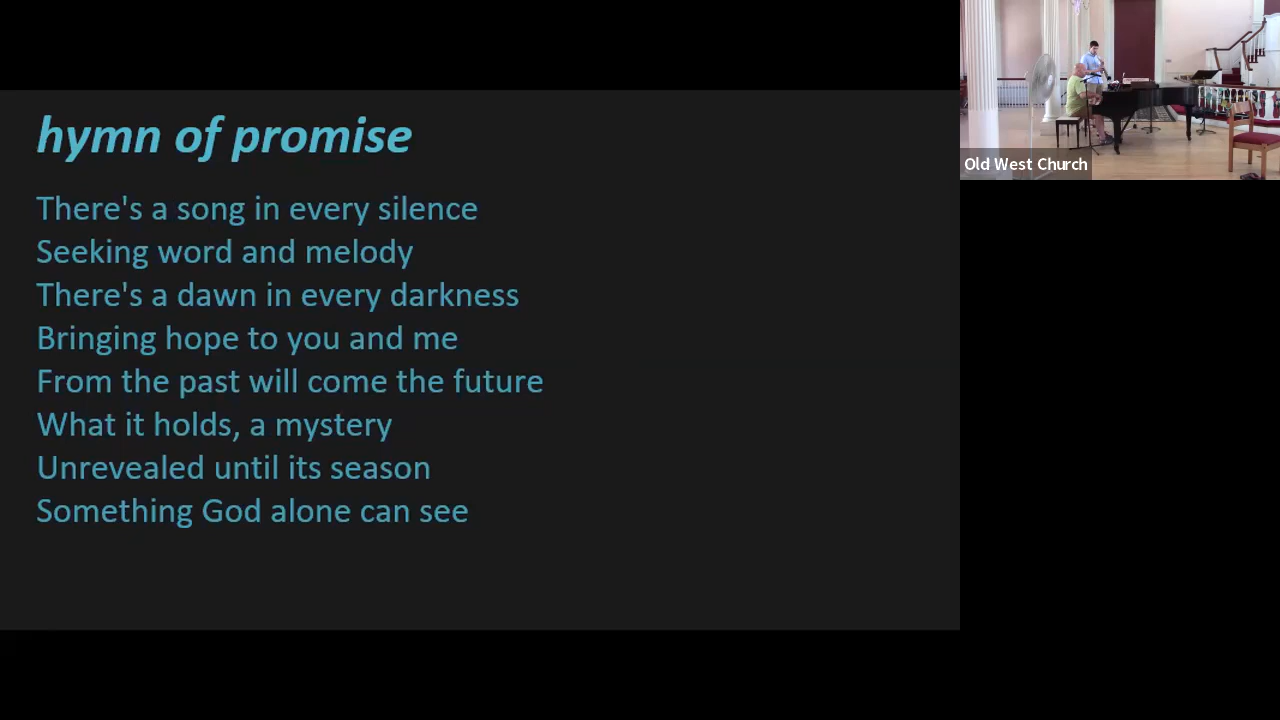 hymn of promise
There's a song in every silence
Seeking word and melody
There's a dawn in every darkness
Bringing hope to you and me
From the past will come the future
What it holds, a mystery
Unrevealed until its season
Something God alone can see
Old West Church